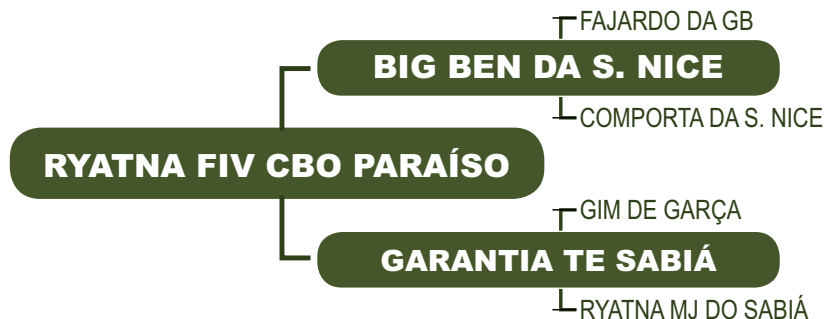 FAJARDO DA GB
BIG BEN DA S. NICE
COMPORTA DA S. NICE
RYATNA FIV CBO PARAÍSO
GIM DE GARÇA
GARANTIA TE SABIÁ
RYATNA MJ DO SABIÁ